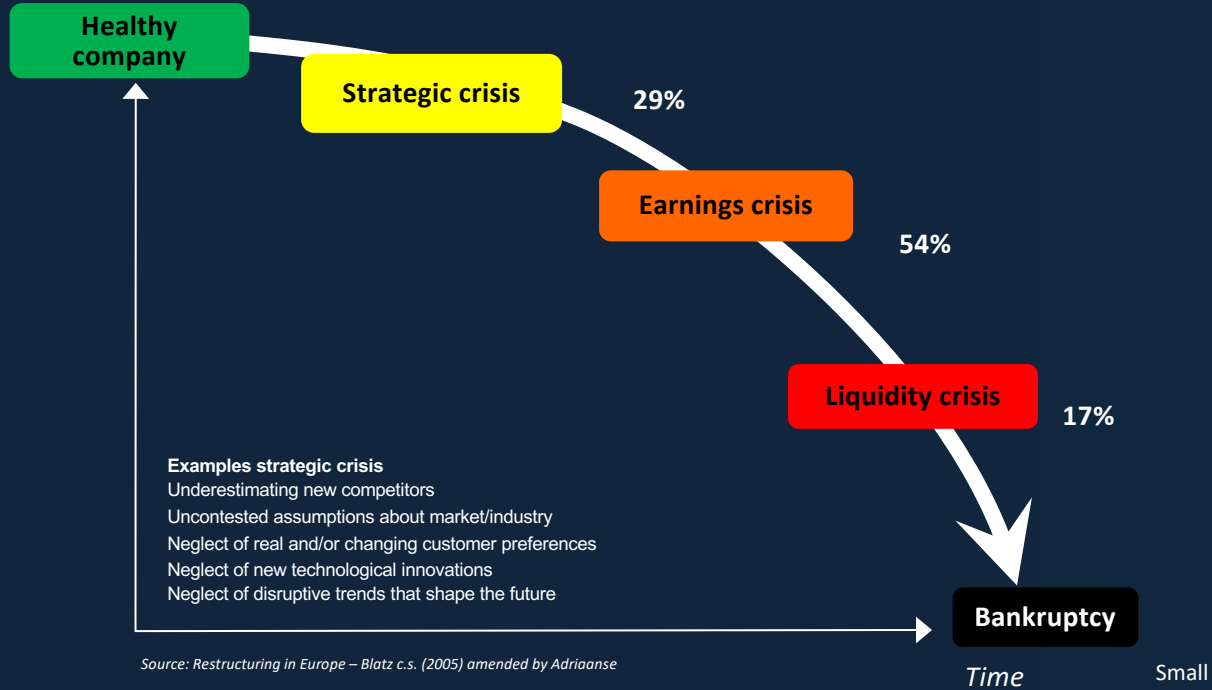 Healthy
company
Strategic crisis
29%
Earnings crisis
54%
Liquidity crisis
17%
Examples strategic crisis
Underestimating new competitors
Uncontested assumptions about market/industry
Neglect of real and/or changing customer preferences
Neglect of new technological innovations
Neglect of disruptive trends that shape the future
Bankruptcy
Source: Restructuring in Europe – Blatz c.s. (2005) amended by Adriaanse
Time
Small